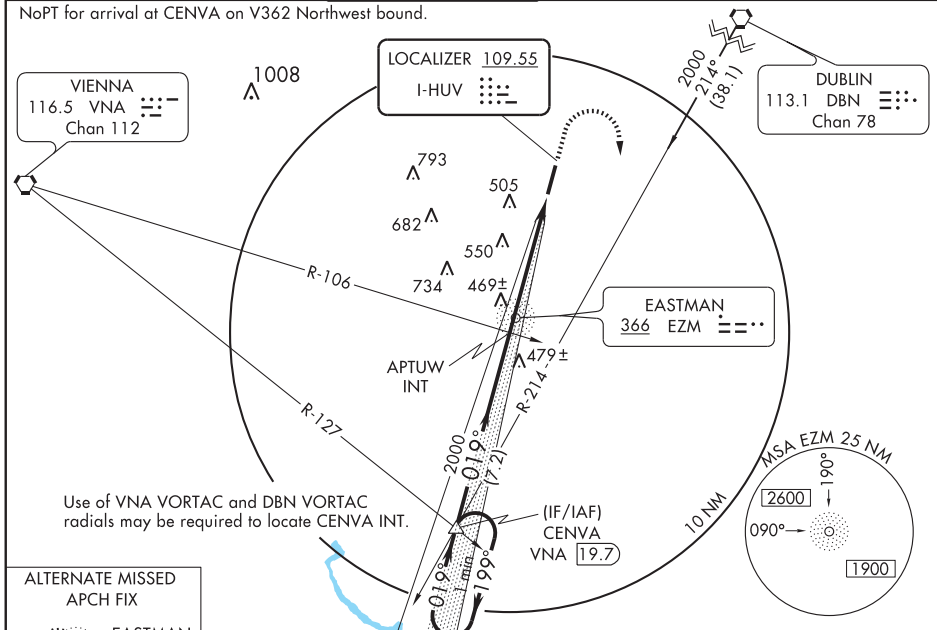 NoPT for arrival at CENVA on V362 Northwest bound.
LOCALIZER 109.55
I-HUV
1008
VIENNA
116.5 VNA
Chan 112
2000
214°
(38.1)
DUBLIN
113.1 DBN
Chan 78
793
505
682
550
734
469±
R-106
EASTMAN
366 EZM
479±
APTUW
INT
R-214
R-127
2000
019°
(7.2)
MSA EZM 25 NM
190°
2600
090°
1900
10 NM
Use of VNA VORTAC and DBN VORTAC
radials may be required to locate CENVA INT.
(IF/IAF)
CENVA
VNA 19.7
019°
1 min
199°
ALTERNATE MISSED
APCH FIX
EASTMAN